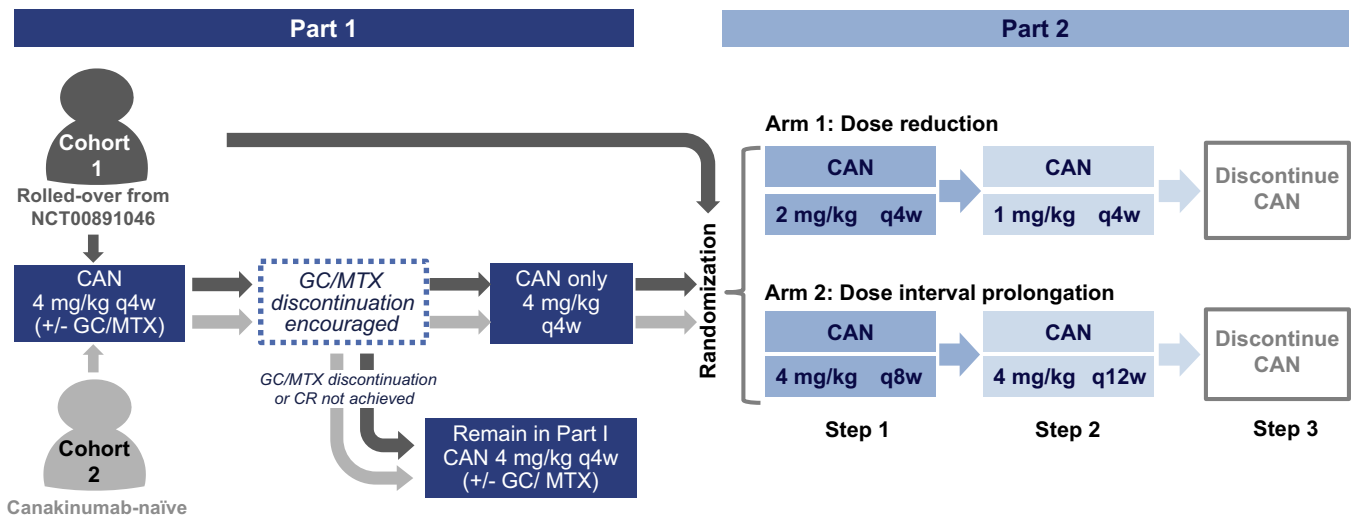 Part 1
Part 2
Cohort
1
Rolled-over from
NCT00891046
CAN
4 mg/kg q4w
(+/- GC/MTX)
Cohort
2
Canakinumab-naïve
GC/MTX
discontinuation
encouraged
GC/MTX discontinuation
or CR not achieved
CAN only
4 mg/kg
q4w
Remain in Part I
CAN 4 mg/kg q4w
(+/- GC/ MTX)
Randomization
Arm 1: Dose reduction
CAN
2 mg/kg q4w
CAN
1 mg/kg q4w
Discontinue
CAN
Arm 2: Dose interval prolongation
CAN
4 mg/kg q8w
CAN
4 mg/kg q12w
Discontinue
CAN
Step 1
Step 2
Step 3